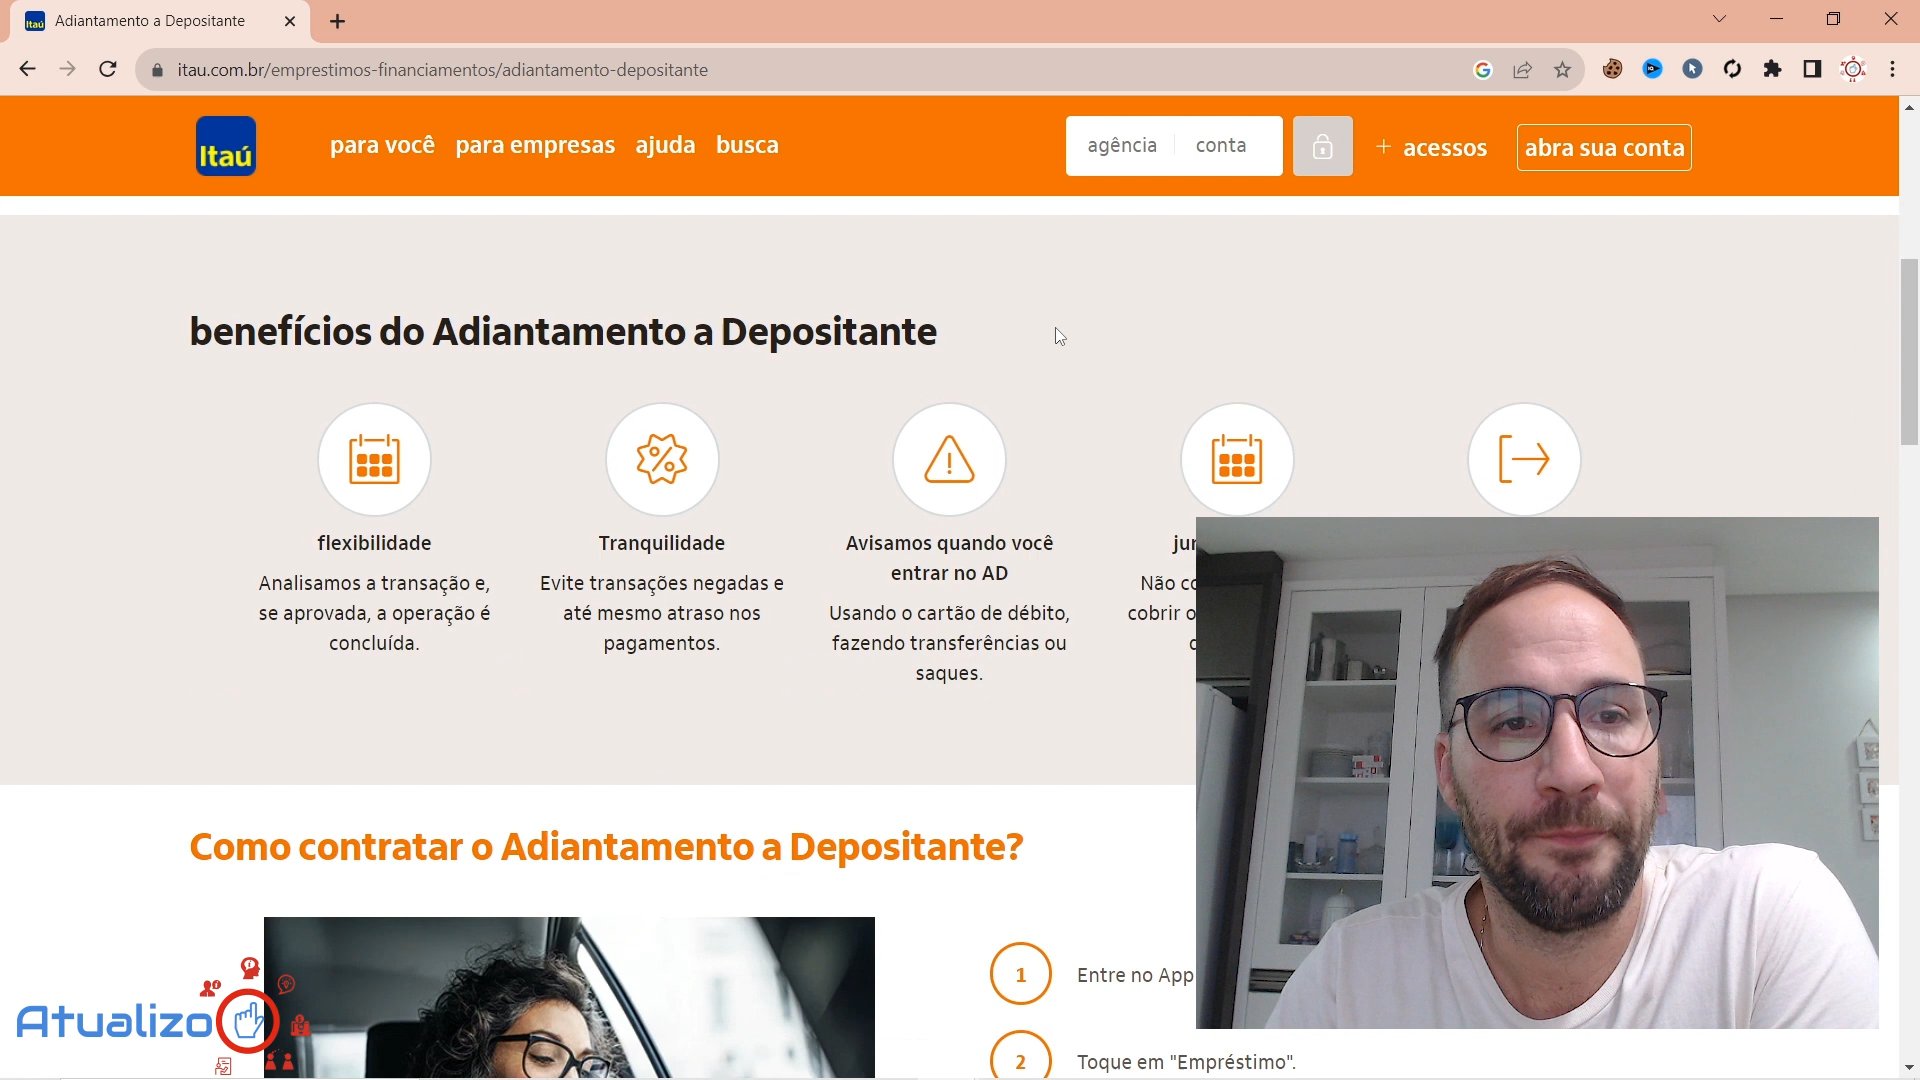 Itaú
Adiantamento a Depositante
itau.com.br/emprestimos-financiamentos/adiantamento-depositante
Itaú
para você
para empresas
ajuda
busca
agência
conta
+ acessos
abra sua conta
benefícios do Adiantamento a Depositante
flexibilidade
Analisamos a transação e,
se aprovada, a operação é
concluída.
Tranquilidade
Evite transações negadas e
até mesmo atraso nos
pagamentos.
Avisamos quando você
entrar no AD
Usando o cartão de débito,
fazendo transferências ou
saques.
Não
cobrir
Como contratar o Adiantamento a Depositante?
1
Entre no App
2
Toque em "Empréstimo".
Atualizo